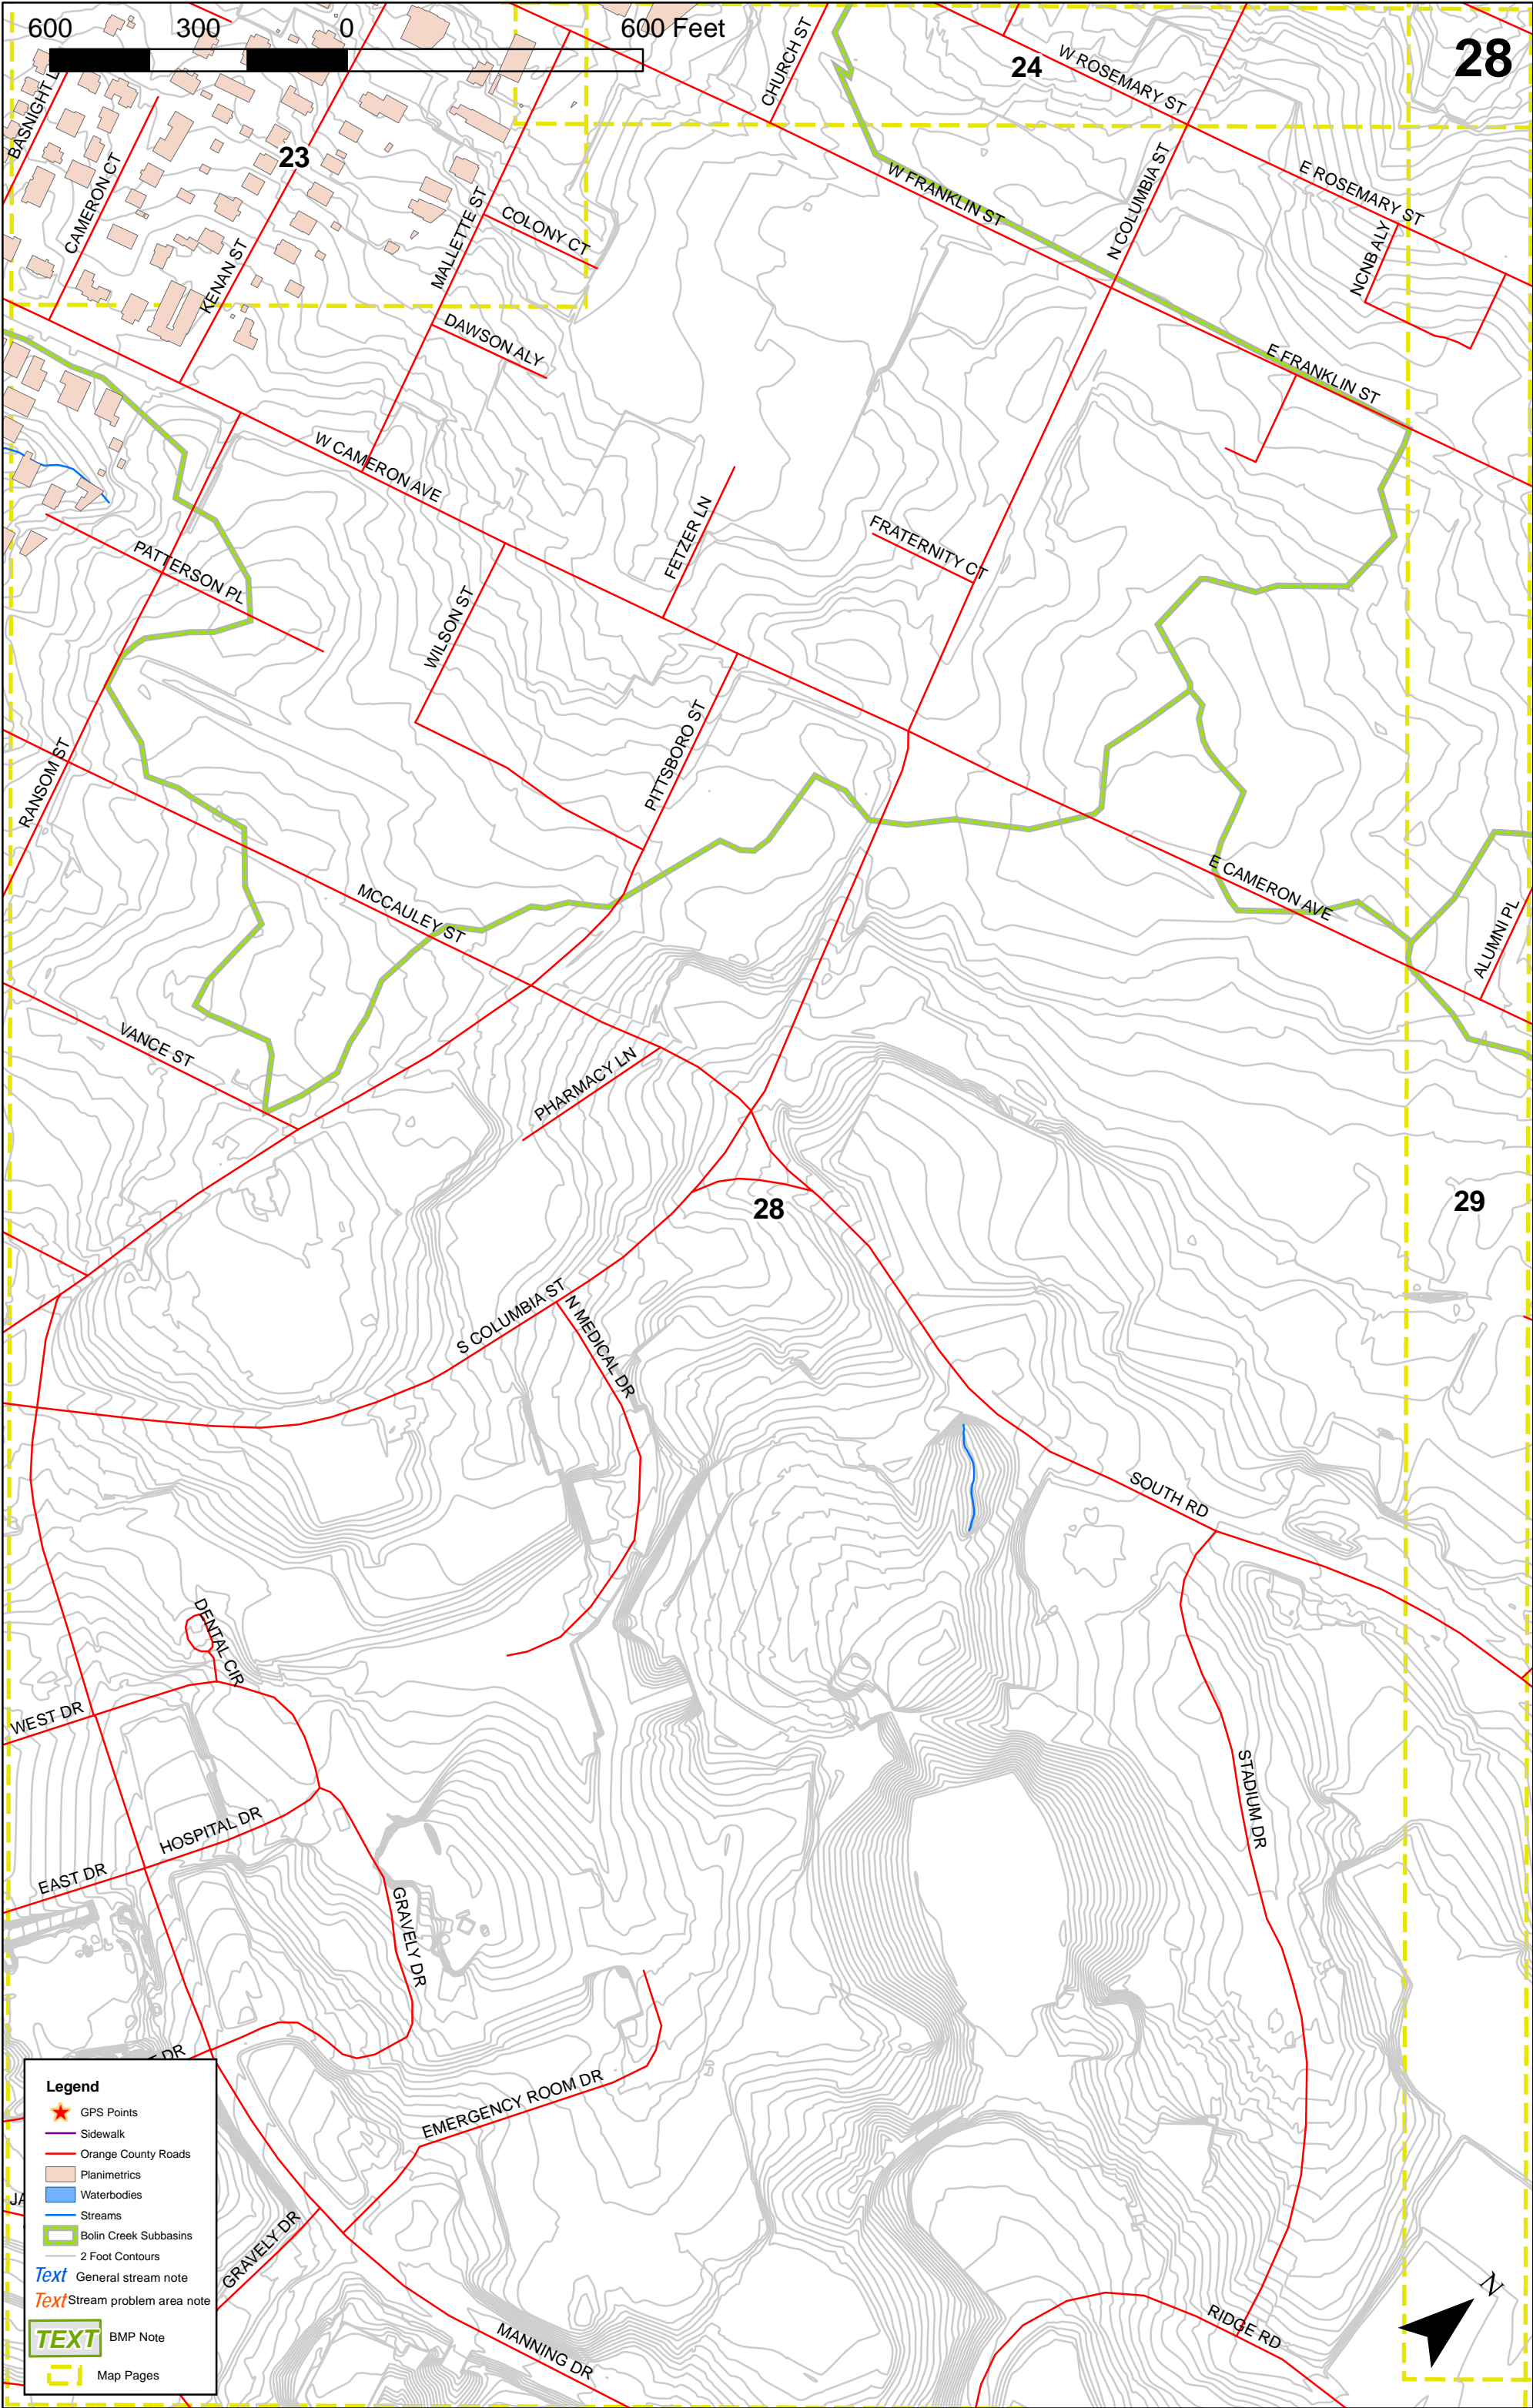 600 300 0 600 Feet
28
24
23
CHURCH ST
W ROSEMARY ST
BASNIGHT L
CAMERON CT
KENAN ST
MALLETTE ST
COLONY CT
W FRANKLIN ST
N COLUMBIA ST
E ROSEMARY ST
NCNB ALY
DAWSON ALY
E FRANKLIN ST
W CAMERON AVE
FETZER LN
FRATERNITY CT
PATTERSON PL
WILSON ST
PITTSBORO ST
RANSOM ST
MCCAULEY ST
E CAMERON AVE
ALUMNI PL
VANCE ST
PHARMACY LN
28
29
S COLUMBIA ST
N MEDICAL DR
SOUTH RD
DENTAL CIR
WEST DR
STADIUM DR
HOSPITAL DR
EAST DR
GRAVELY DR
DR
EMERGENCY ROOM DR
JA
GRAVELY DR
MANNING DR
RIDGE RD
N
Legend
GPS Points
Sidewalk
Orange County Roads
Planimetrics
Waterbodies
Streams
Bolin Creek Subbasins
2 Foot Contours
Text General stream note
Text Stream problem area note
TEXT BMP Note
Map Pages